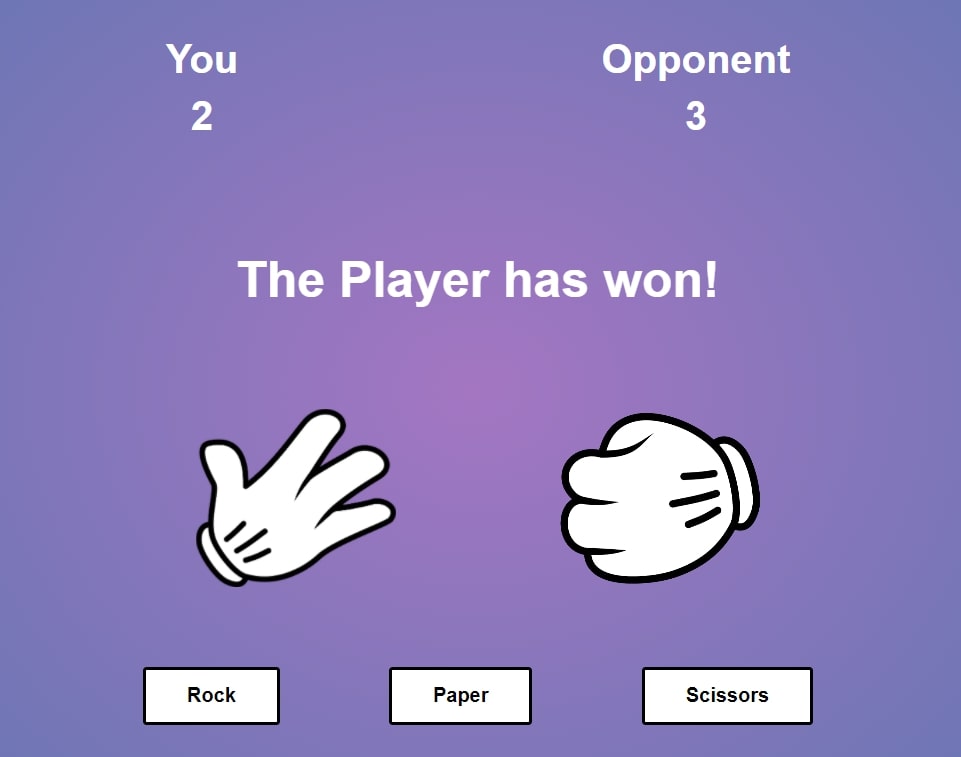 You
Opponent
2
3
The Player has won!
Rock
Paper
Scissors